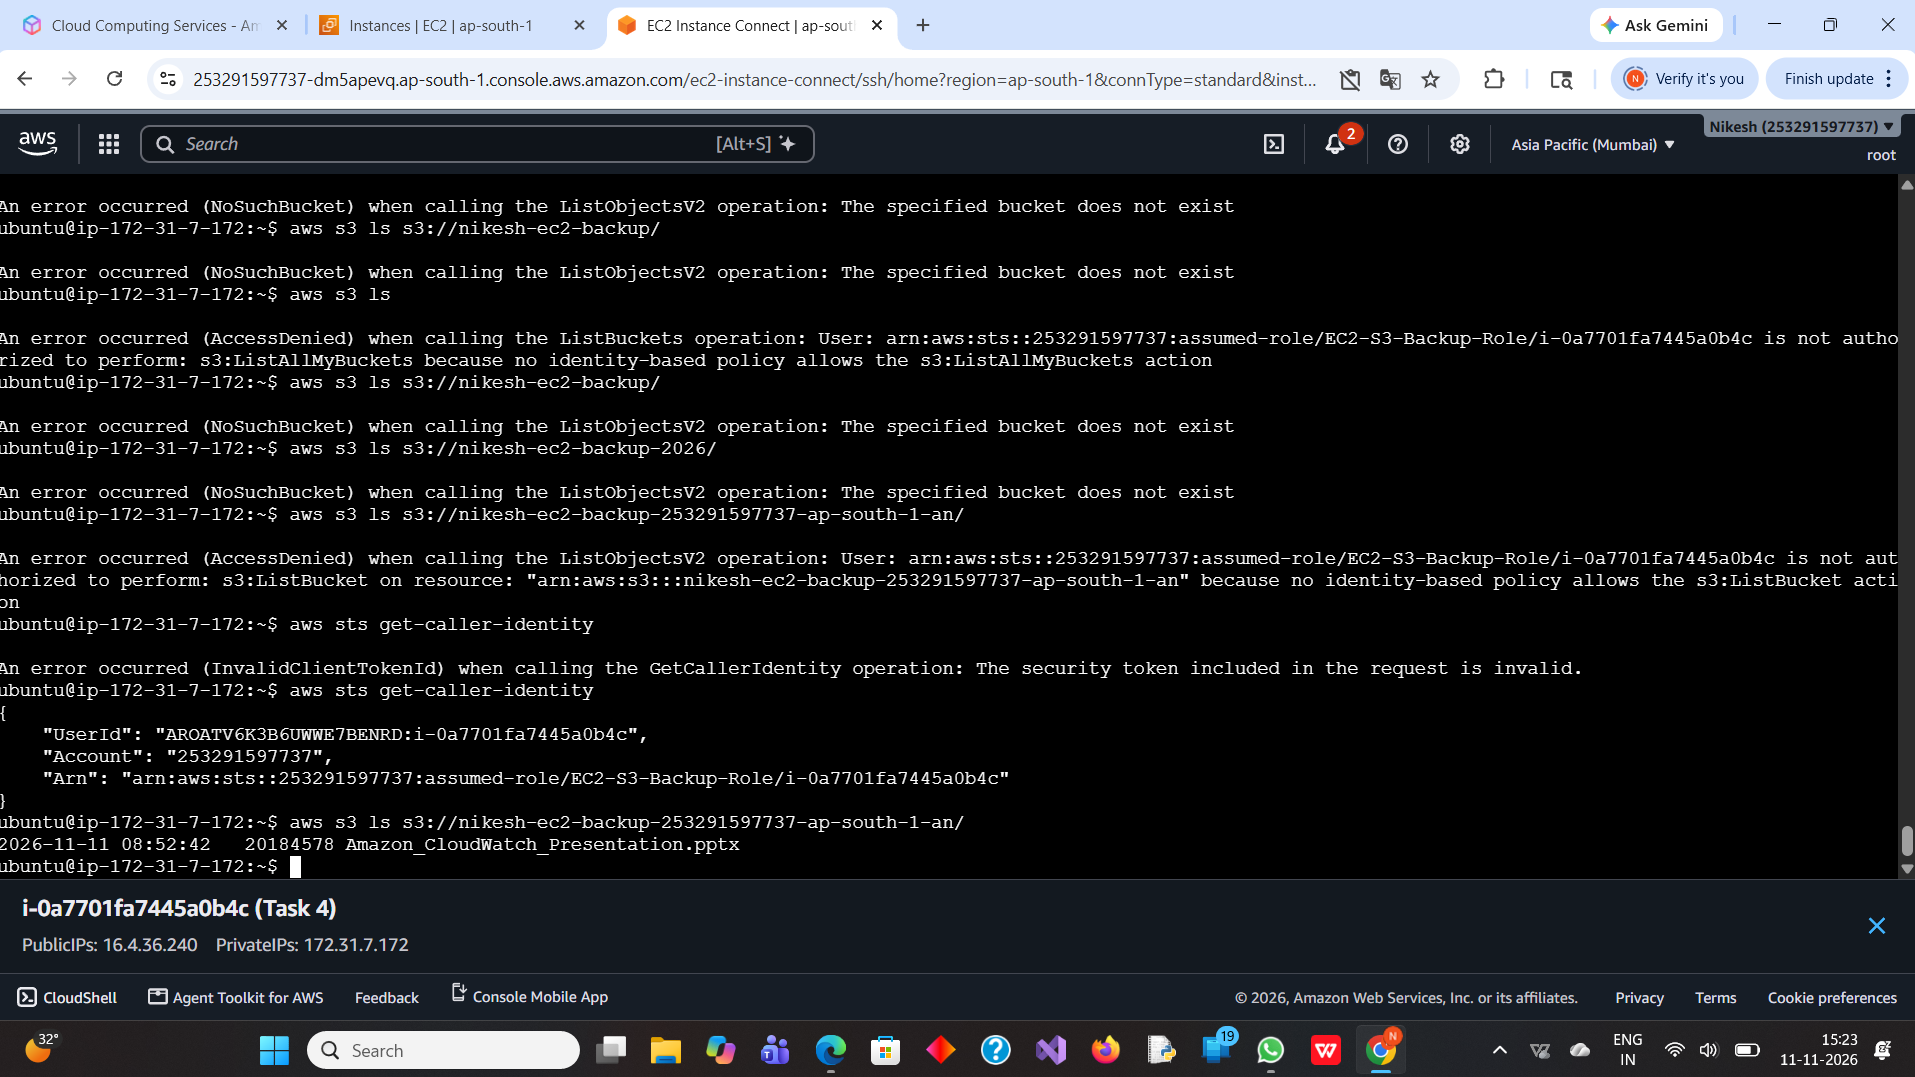 Cloud Computing Services - Am
Instances | EC2 | ap-south-1
EC2 Instance Connect | ap-sout
Ask Gemini
253291597737-dm5apevq.ap-south-1.console.aws.amazon.com/ec2-instance-connect/ssh/home?region=ap-south-1&connType=standard&inst...
N
Verify it's you
Finish update
aws
Search
[Alt+S]
2
Asia Pacific (Mumbai)
Nikesh (253291597737)
root
An error occurred (NoSuchBucket) when calling the ListObjectsV2 operation: The specified bucket does not exist
ubuntu@ip-172-31-7-172:~$ aws s3 ls s3://nikesh-ec2-backup/
An error occurred (NoSuchBucket) when calling the ListObjectsV2 operation: The specified bucket does not exist
ubuntu@ip-172-31-7-172:~$ aws s3 ls
An error occurred (AccessDenied) when calling the ListBuckets operation: User: arn:aws:sts::253291597737:assumed-role/EC2-S3-Backup-Role/i-0a7701fa7445a0b4c is not autho
rized to perform: s3:ListAllMyBuckets because no identity-based policy allows the s3:ListAllMyBuckets action
ubuntu@ip-172-31-7-172:~$ aws s3 ls s3://nikesh-ec2-backup/
An error occurred (NoSuchBucket) when calling the ListObjectsV2 operation: The specified bucket does not exist
ubuntu@ip-172-31-7-172:~$ aws s3 ls s3://nikesh-ec2-backup-2026/
An error occurred (NoSuchBucket) when calling the ListObjectsV2 operation: The specified bucket does not exist
ubuntu@ip-172-31-7-172:~$ aws s3 ls s3://nikesh-ec2-backup-253291597737-ap-south-1-an/
An error occurred (AccessDenied) when calling the ListObjectsV2 operation: User: arn:aws:sts::253291597737:assumed-role/EC2-S3-Backup-Role/i-0a7701fa7445a0b4c is not aut
horized to perform: s3:ListBucket on resource: "arn:aws:s3:::nikesh-ec2-backup-253291597737-ap-south-1-an" because no identity-based policy allows the s3:ListBucket acti
on
ubuntu@ip-172-31-7-172:~$ aws sts get-caller-identity
An error occurred (InvalidClientTokenId) when calling the GetCallerIdentity operation: The security token included in the request is invalid.
ubuntu@ip-172-31-7-172:~$ aws sts get-caller-identity
{
    "UserId": "AROATV6K3B6UWWE7BENRD:i-0a7701fa7445a0b4c",
    "Account": "253291597737",
    "Arn": "arn:aws:sts::253291597737:assumed-role/EC2-S3-Backup-Role/i-0a7701fa7445a0b4c"
}
ubuntu@ip-172-31-7-172:~$ aws s3 ls s3://nikesh-ec2-backup-253291597737-ap-south-1-an/
2026-11-11 08:52:42   20184578 Amazon_CloudWatch_Presentation.pptx
ubuntu@ip-172-31-7-172:~$
i-0a7701fa7445a0b4c (Task 4)
PublicIPs: 16.4.36.240 PrivateIPs: 172.31.7.172
CloudShell
Agent Toolkit for AWS
Feedback
Console Mobile App
© 2026, Amazon Web Services, Inc. or its affiliates.
Privacy
Terms
Cookie preferences
32°
Search
19
N
ENG
IN
15:23
11-11-2026